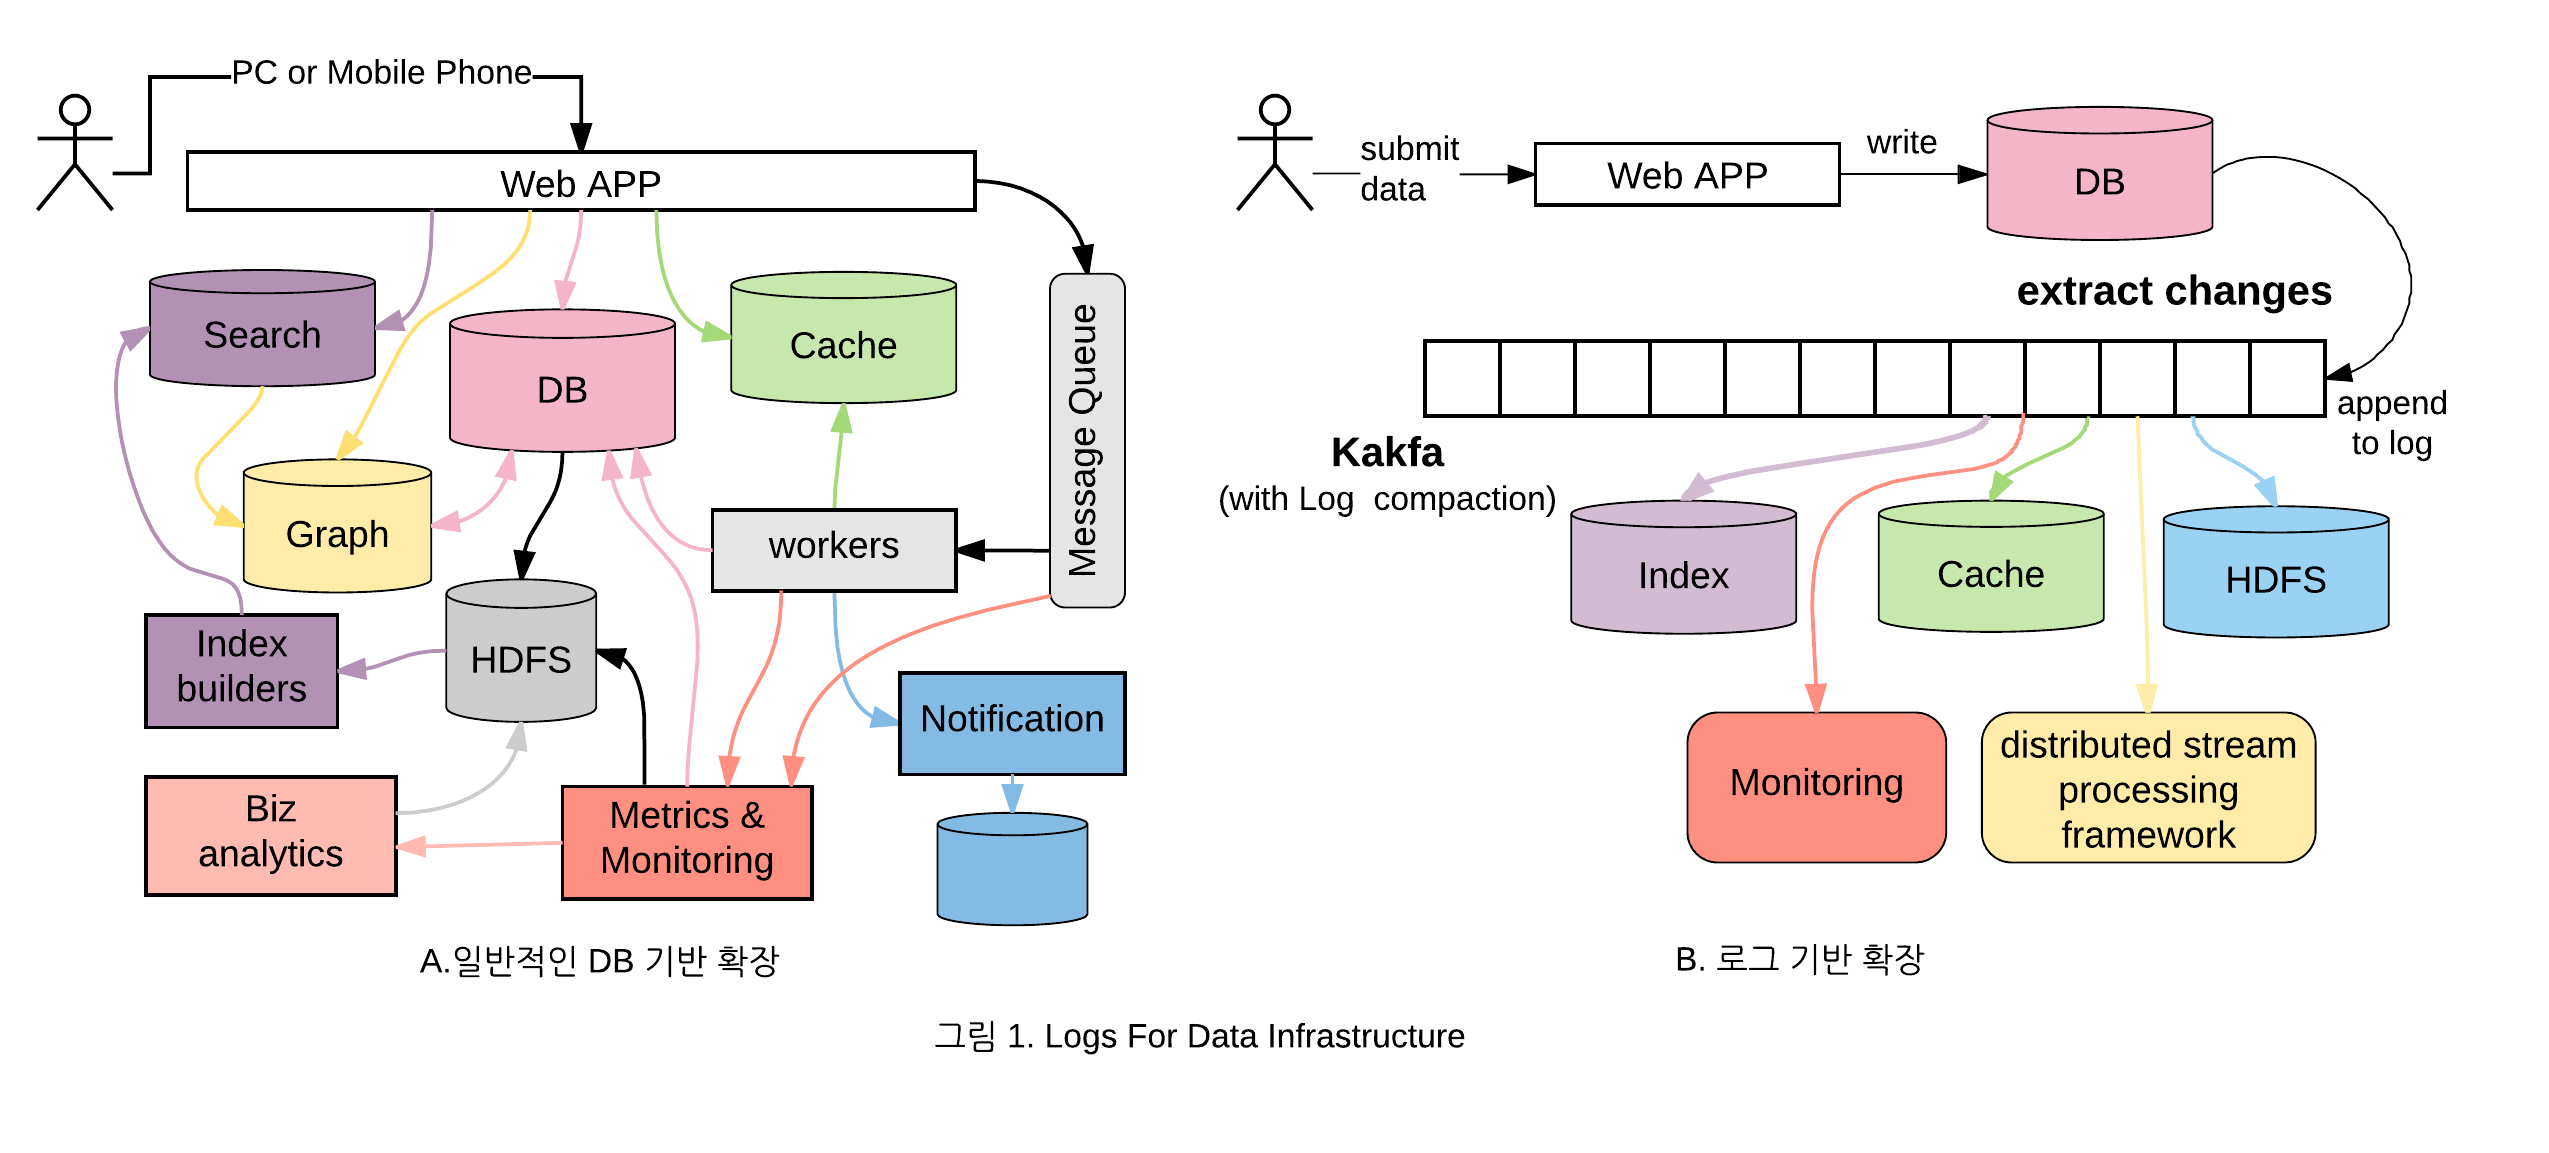 PC or Mobile Phone
Web APP
Search
DB
Cache
Message Queue
Graph
workers
Index
builders
HDFS
Notification
Biz
analytics
Metrics &
Monitoring
A.일반적인 DB 기반 확장
submit
data
Web APP
write
DB
extract changes
append
to log
Kakfa
(with Log  compaction)
Index
Cache
HDFS
Monitoring
distributed stream
processing
framework
B. 로그 기반 확장
그림 1. Logs For Data Infrastructure